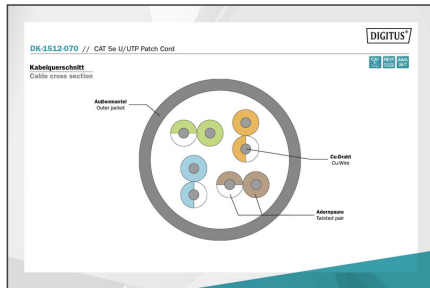 DIGITUS®
DK-1512-070 // CAT 5e U/UTP Patch Cord
Kabelquerschnitt
Cable cross section
Außenmantel
Outer jacket
Cu-Draht
Cu-Wire
Adernpaare
Twisted pair